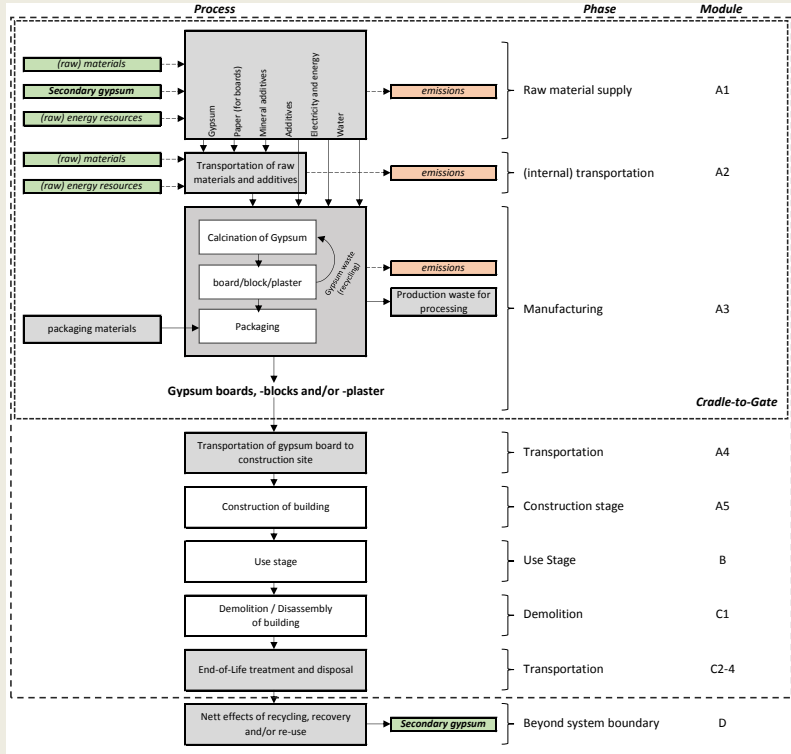 Process Phase Module
(raw) materials
Secondary gypsum
(raw) energy resources
Gypsum
Paper (for boards)
Mineral additives
Additives
Electricity and energy
Water
emissions
Raw material supply
A1
(raw) materials
(raw) energy resources
Transportation of raw
materials and additives
emissions
(internal) transportation
A2
Calcination of Gypsum
board/block/plaster
Packaging
Gypsum waste
(recycling)
packaging materials
emissions
Production waste for
processing
Manufacturing
A3
Gypsum boards, -blocks and/or -plaster
Cradle-to-Gate
Transportation of gypsum board to
construction site
Transportation
A4
Construction of building
Construction stage
A5
Use stage
Use Stage
B
Demolition / Disassembly
of building
Demolition
C1
End-of-Life treatment and disposal
Transportation
C2-4
Nett effects of recycling, recovery
and/or re-use
Secondary gypsum
Beyond system boundary
D